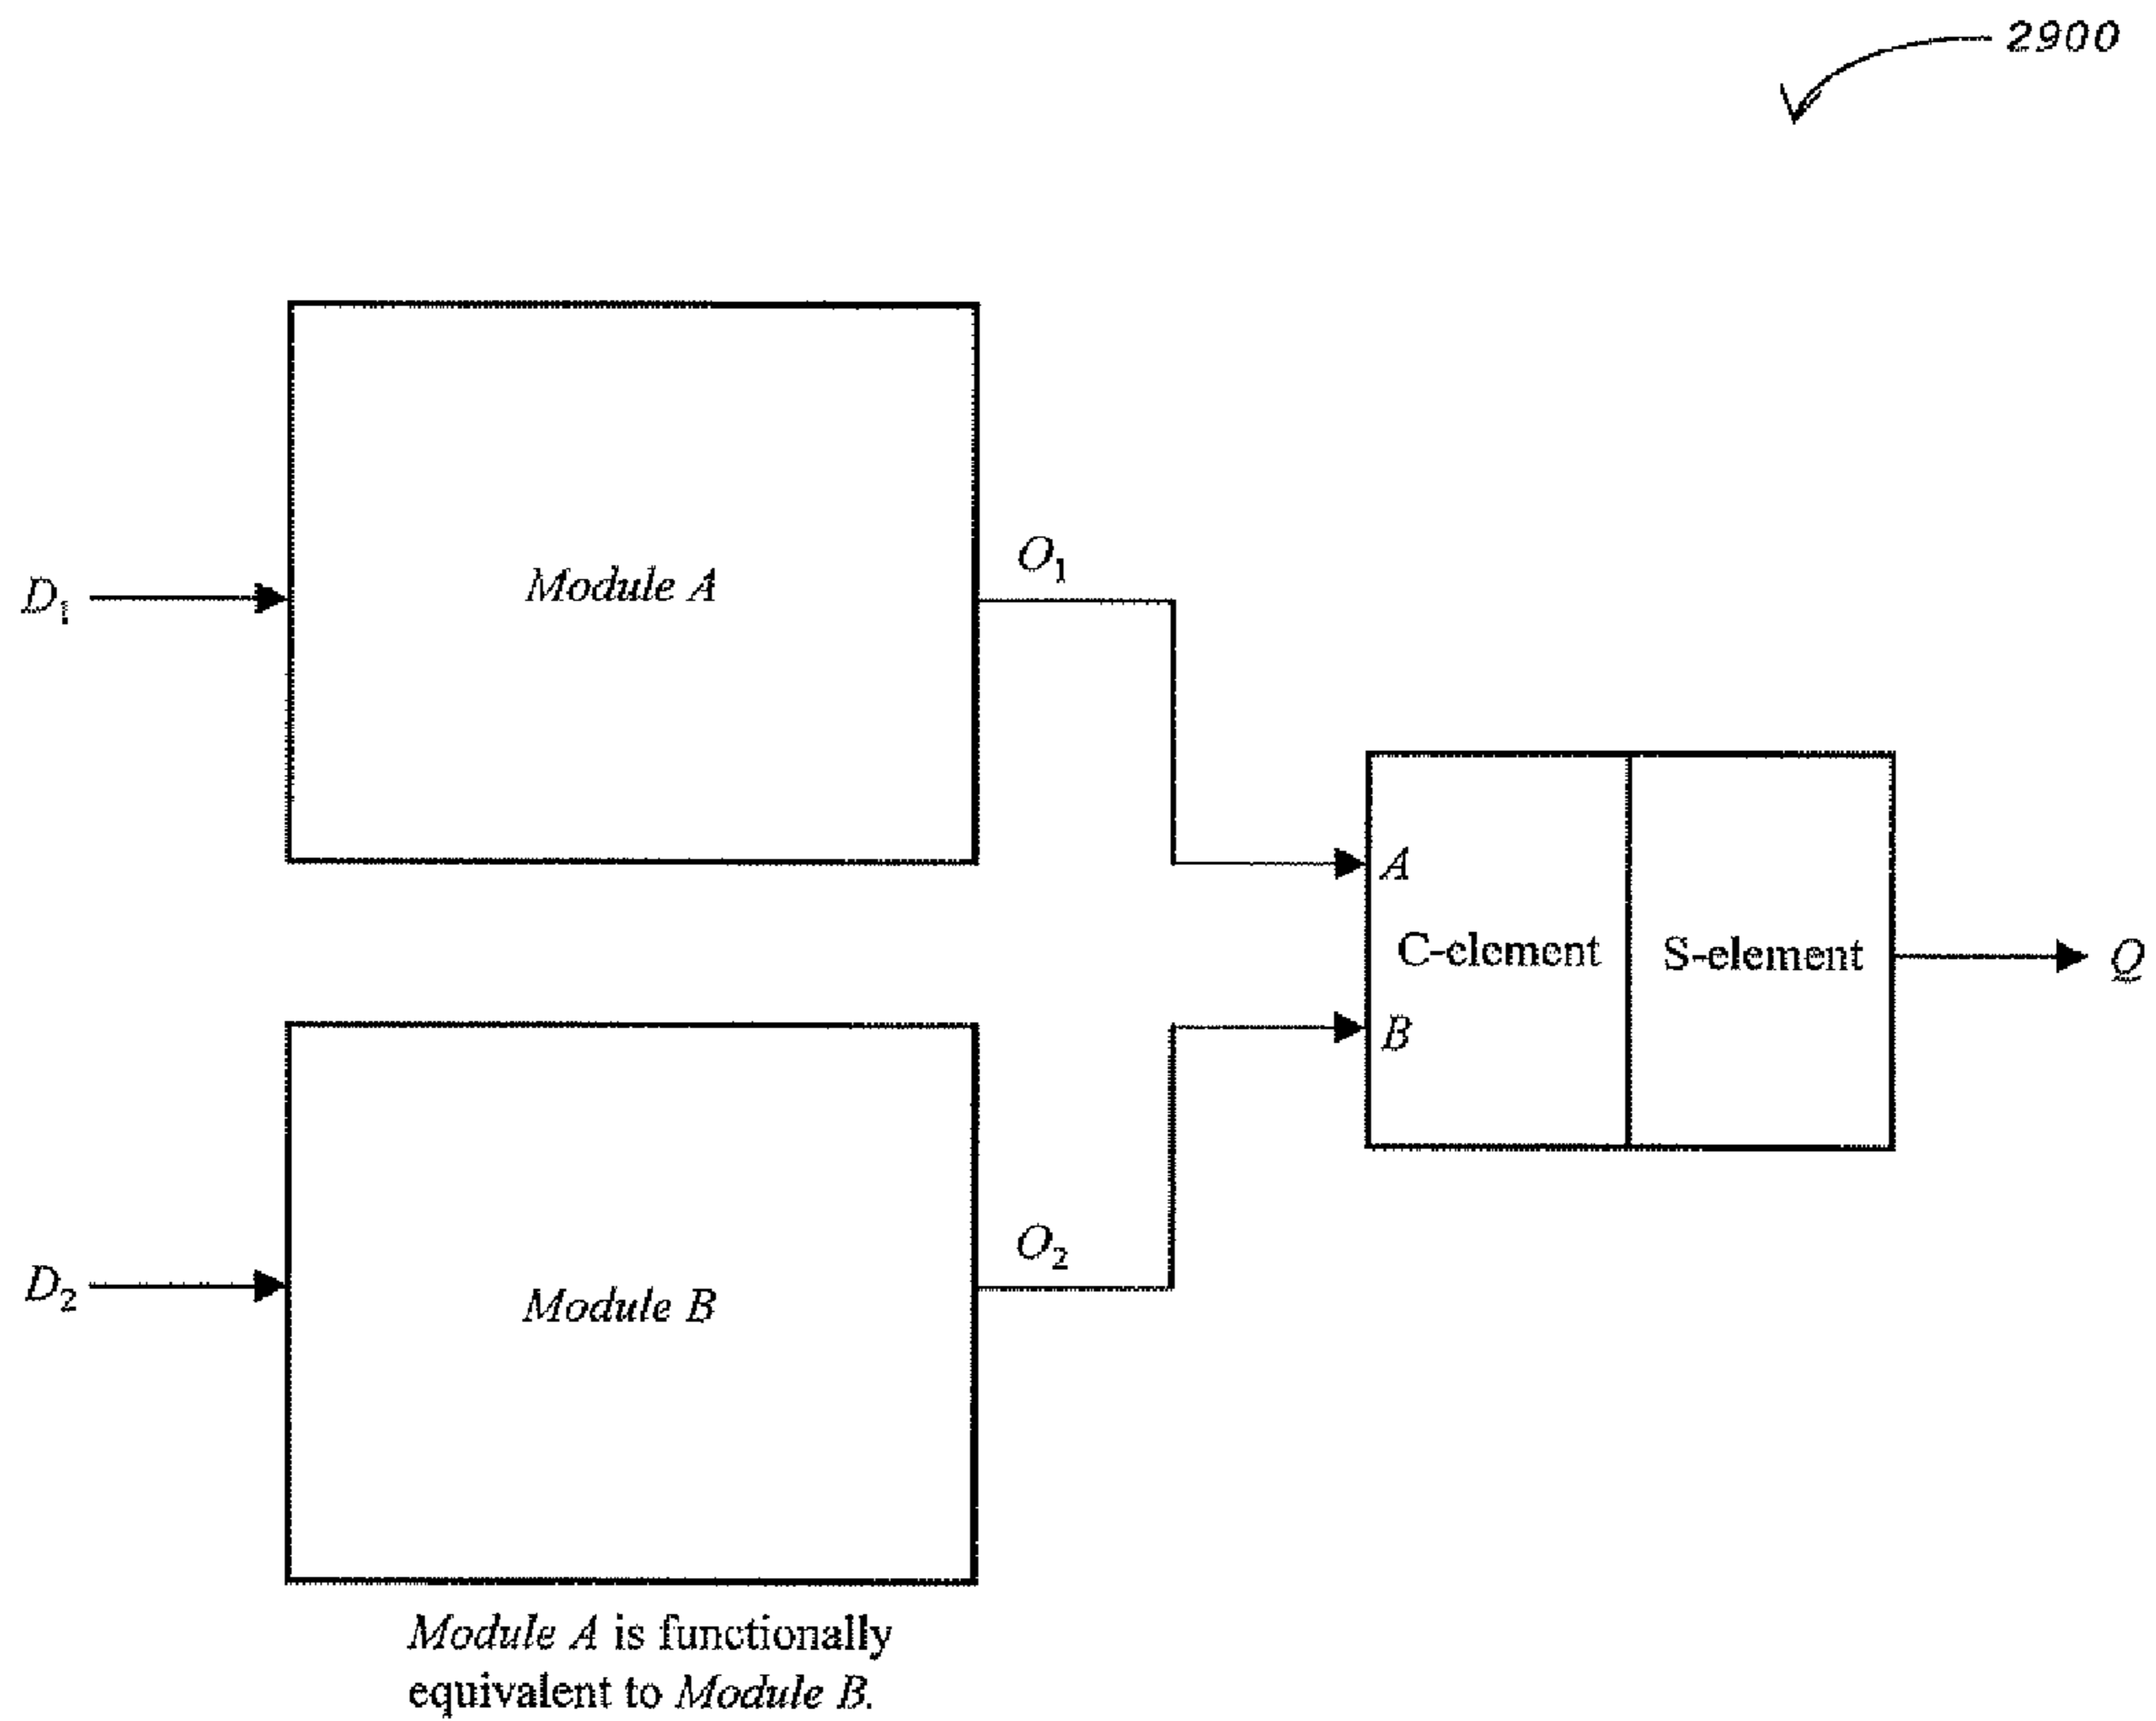 2900
D₁
Module A
O₁
A
C-element
S-element
Q
B
D₂
Module B
O₂
Module A is functionally
equivalent to Module B.